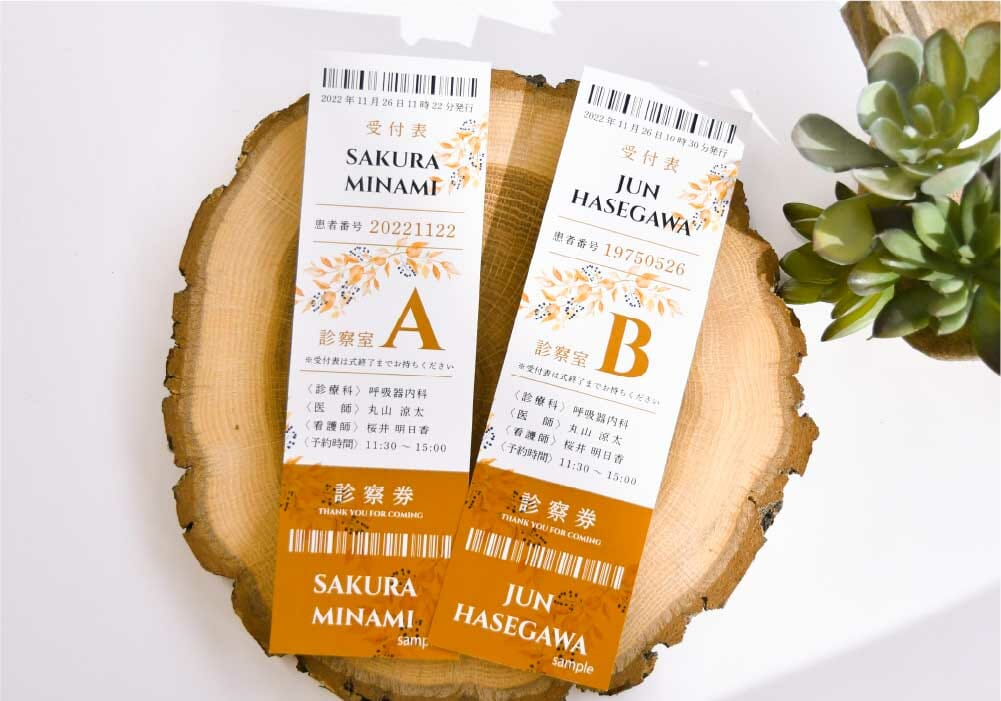 2022年11月26日11時22分発行
受付表
SAKURA
MINAMI
患者番号 20221122
診察室 A
※受付表は式終了までお持ちください
〈診療科〉呼吸器内科
〈医　師〉丸山 涼太
〈看護師〉桜井 明日香
〈予約時間〉11:30 ～ 15:00
診察券
THANK YOU FOR COMING
SAKURA
MINAMI
samp
2022年11月26日10時30分発行
受付表
JUN
HASEGAWA
患者番号 19750526
診察室 B
※受付表は式終了までお持ちください
〈診療科〉呼吸器内科
〈医　師〉丸山 涼太
〈看護師〉桜井 明日香
〈予約時間〉11:30 ～ 15:00
診察券
THANK YOU FOR COMING
JUN
HASEGAWA
sample